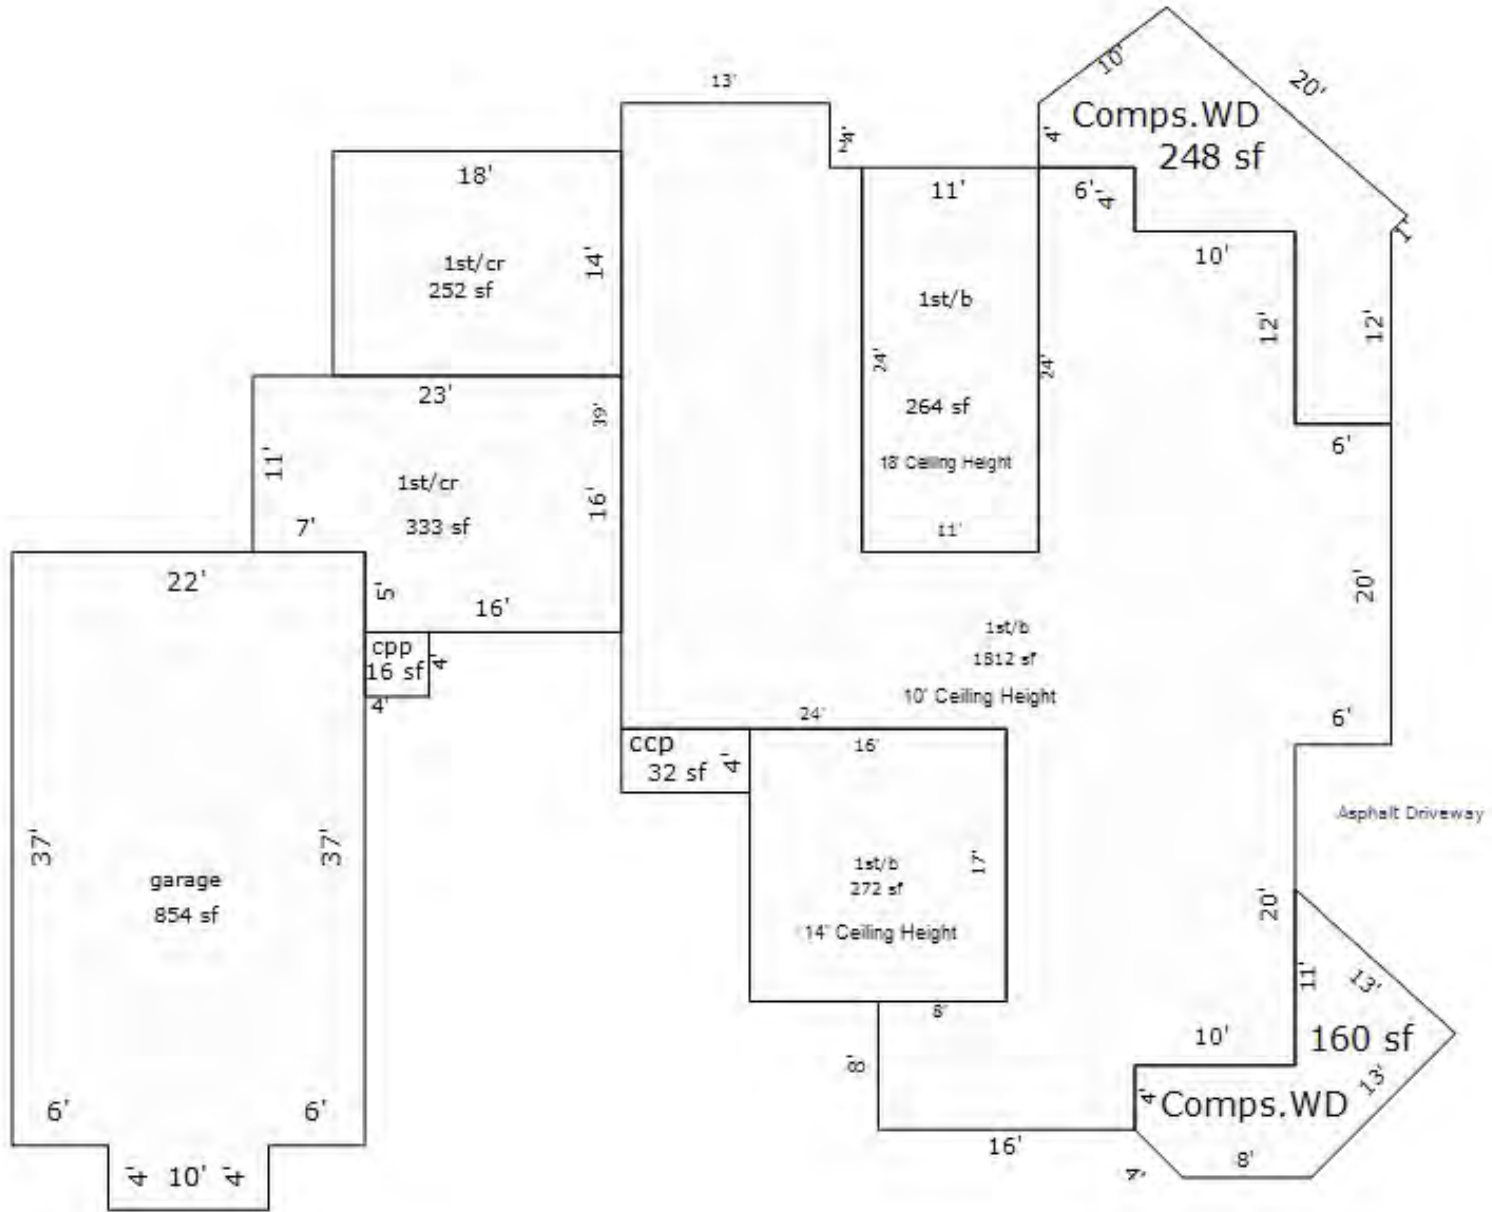 10'
20'
13'
Comps.WD
248 sf
4'
2'
4'
18'
11'
6'
4'
1'
10'
14'
1st/cr
252 sf
1st/b
12'
12'
24'
24'
23'
39'
264 sf
6'
11'
18' Ceiling Height
1st/cr
333 sf
16'
7'
11'
22'
5'
16'
20'
1st/b
1812 sf
cpp
16 sf
4'
4'
10' Ceiling Height
24'
6'
ccp
32 sf
4'
16'
Asphalt Driveway
37'
37'
1st/b
272 sf
17'
garage
854 sf
14' Ceiling Height
20'
11'
13'
8'
10'
160 sf
8'
13'
4'
Comps.WD
6'
6'
16'
4'
8'
4'
10'
4'